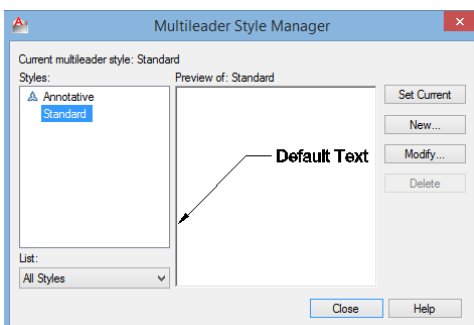 Multileader Style Manager
Current multileader style: Standard
Styles:
Preview of: Standard
Annotative
Standard
Default Text
Set Current
New...
Modify...
Delete
List:
All Styles
Close
Help